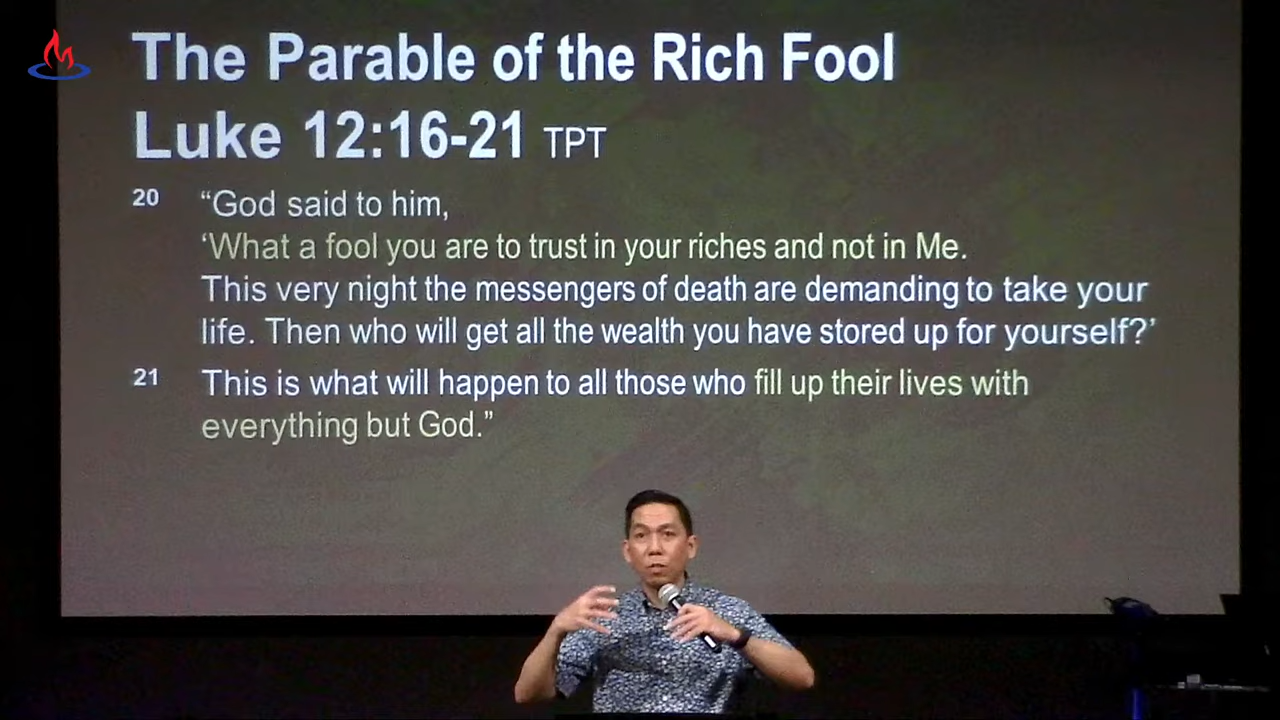 The Parable of the Rich Fool
Luke 12:16-21 TPT
20 “God said to him,
‘What a fool you are to trust in your riches and not in Me.
This very night the messengers of death are demanding to take your
life. Then who will get all the wealth you have stored up for yourself?’
21 This is what will happen to all those who fill up their lives with
everything but God.”